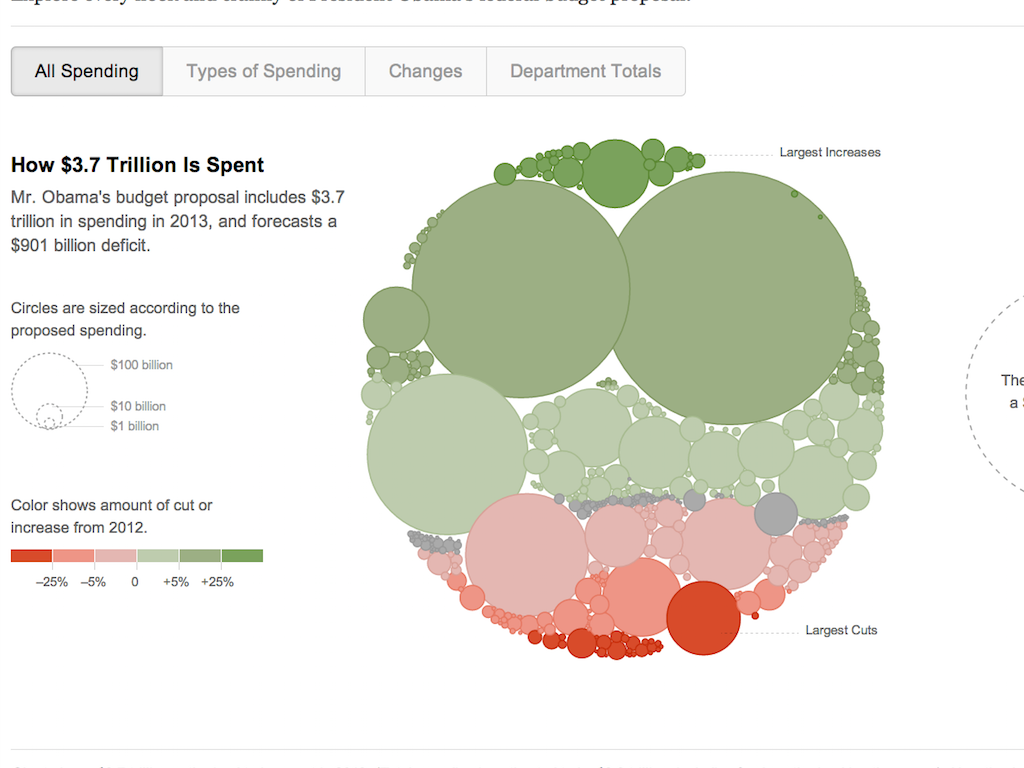 All Spending
Types of Spending
Changes
Department Totals
How $3.7 Trillion Is Spent
Mr. Obama's budget proposal includes $3.7
trillion in spending in 2013, and forecasts a
$901 billion deficit.
Circles are sized according to the
proposed spending.
$100 billion
$10 billion
$1 billion
Color shows amount of cut or
increase from 2012.
−25% −5% 0 +5% +25%
Largest Increases
Largest Cuts
The
a